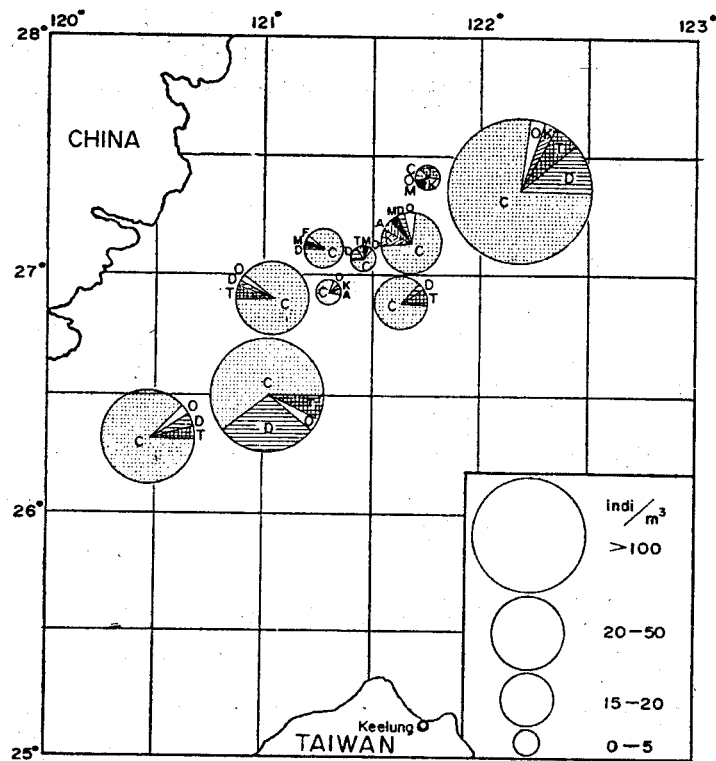 120° 121° 122° 123°
28°
CHINA
O K T D C
C O M K
M D O A C
F M D C
T M D D C
27°
O D T C
O K A C
D T C
C T O D
O D T C
26°
indi/m³
>100
20-50
15-20
0-5
Keelung
TAIWAN
25°